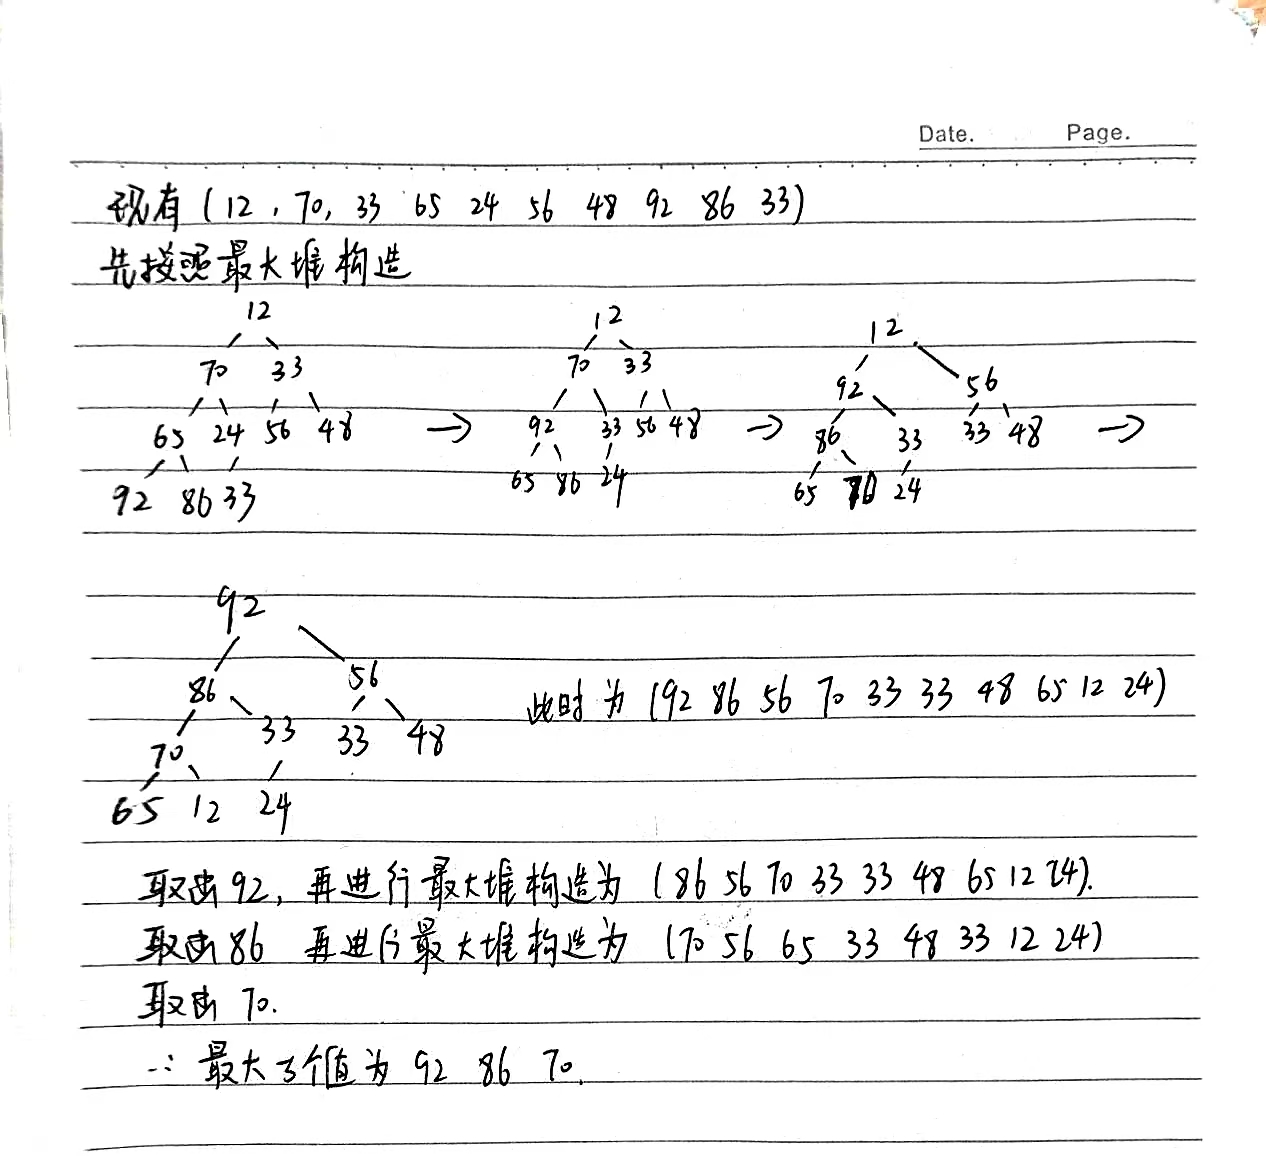 Date. Page.
现有 (12, 70, 33 65 24 56 48 92 86 33)
先按照最大堆构造
12 12 12
70 33 70 33 92 56
65 24 56 48 → 92 33 56 48 → 86 33 33 48 →
92 86 33 65 86 24 65 70 24
92
86 56
此时为 (92 86 56 70 33 33 48 65 12 24)
70 33 33 48
65 12 24
取出92, 再进行最大堆构造为 (86 56 70 33 33 48 65 12 24).
取出86 再进行最大堆构造为 (70 56 65 33 48 33 12 24)
取出 70.
∴ 最大3个值为 92 86 70.